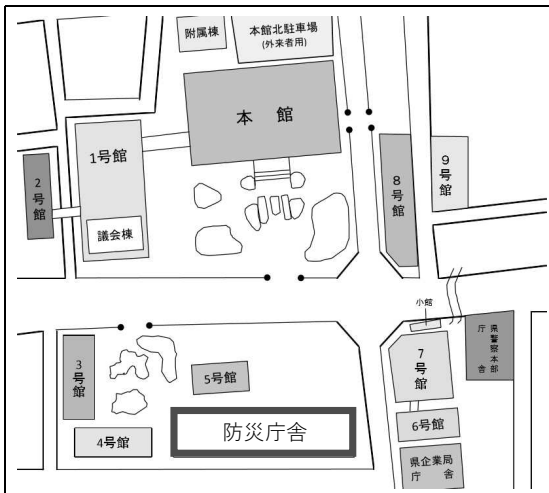 附属棟
本館北駐車場
(外来者用)
本館
1号館
2号館
議会棟
8号館
9号館
小館
県警察本部
庁舎
7号館
3号館
5号館
防災庁舎
4号館
6号館
県企業局
庁舎